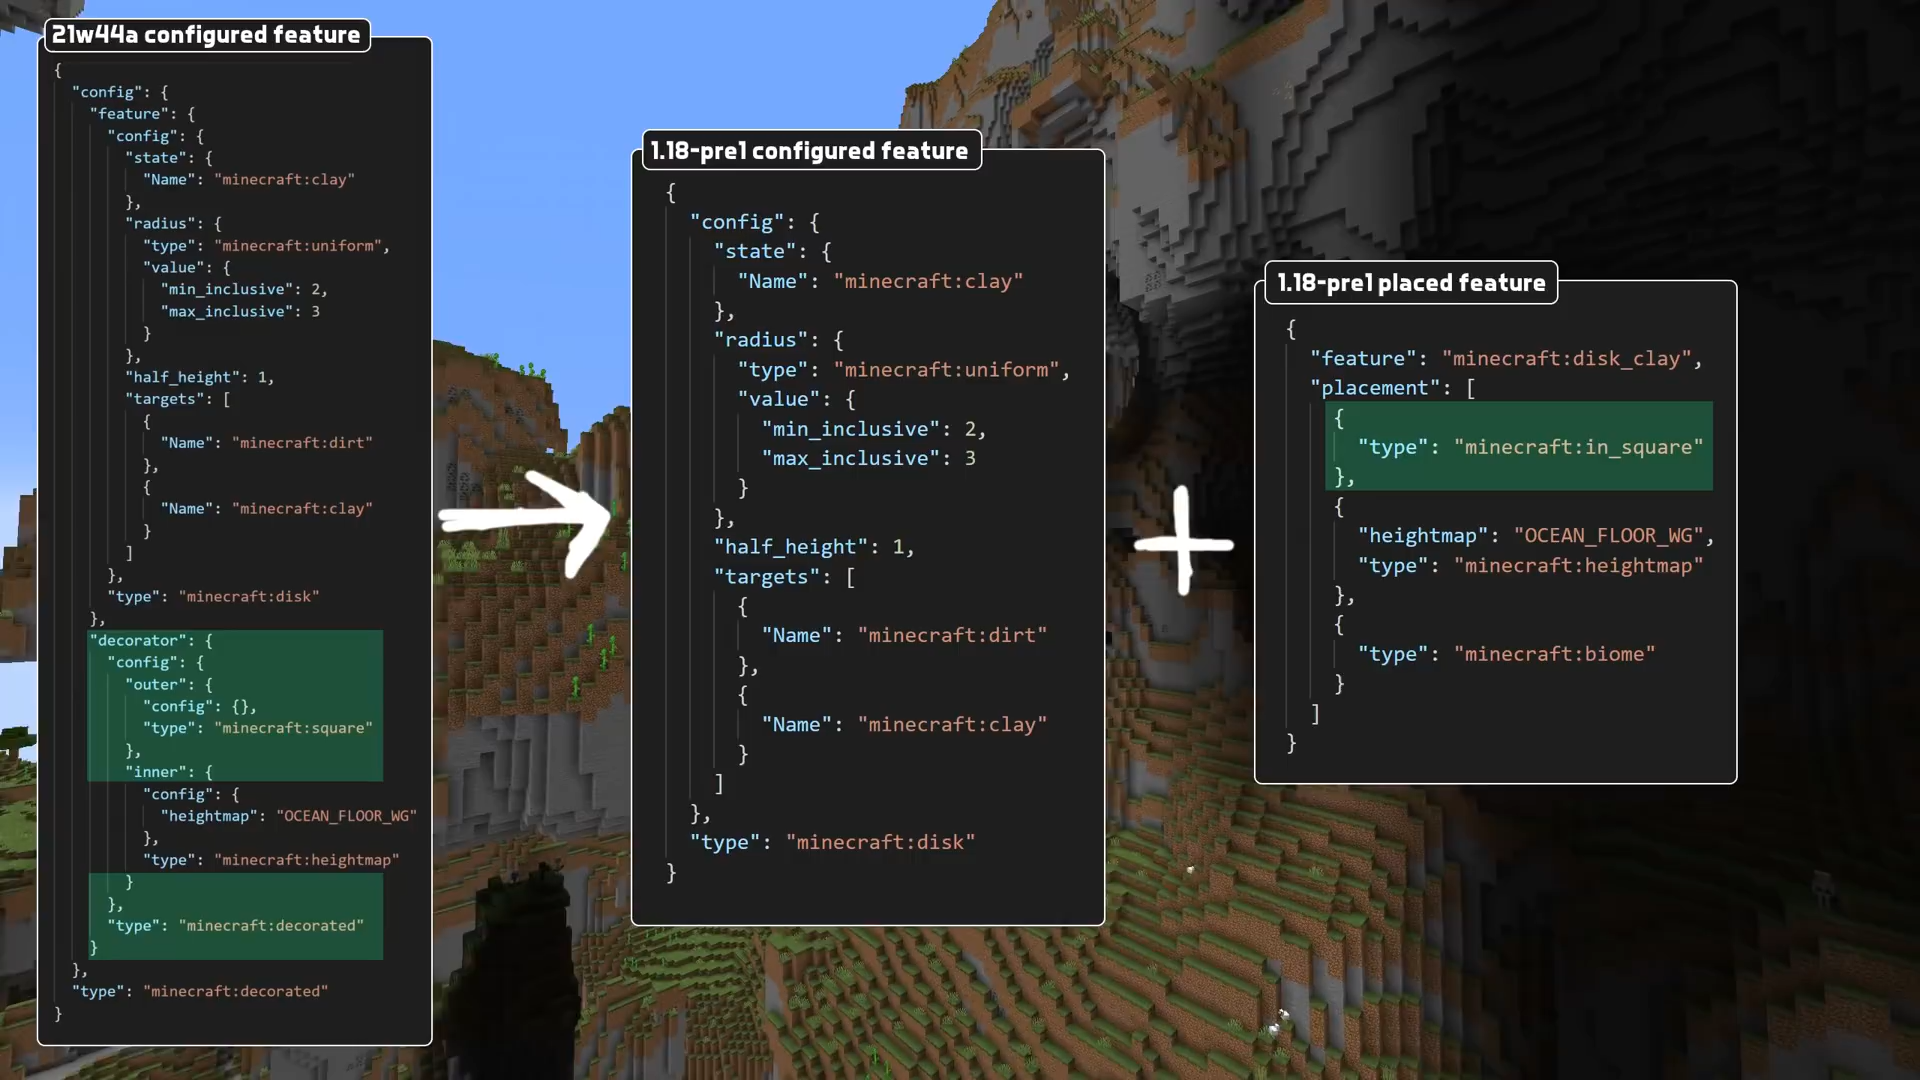 21w44a configured feature
{
"config": {
"feature": {
"config": {
"state": {
"Name": "minecraft:clay"
},
"radius": {
"type": "minecraft:uniform",
"value": {
"min_inclusive": 2,
"max_inclusive": 3
}
},
"half_height": 1,
"targets": [
{
"Name": "minecraft:dirt"
},
{
"Name": "minecraft:clay"
}
]
},
"type": "minecraft:disk"
},
"decorator": {
"config": {
"outer": {
"config": {},
"type": "minecraft:square"
},
"inner": {
"config": {
"heightmap": "OCEAN_FLOOR_WG"
},
"type": "minecraft:heightmap"
}
},
"type": "minecraft:decorated"
}
},
"type": "minecraft:decorated"
}
1.18-pre1 configured feature
{
"config": {
"state": {
"Name": "minecraft:clay"
},
"radius": {
"type": "minecraft:uniform",
"value": {
"min_inclusive": 2,
"max_inclusive": 3
}
},
"half_height": 1,
"targets": [
{
"Name": "minecraft:dirt"
},
{
"Name": "minecraft:clay"
}
]
},
"type": "minecraft:disk"
}
+
1.18-pre1 placed feature
{
"feature": "minecraft:disk_clay",
"placement": [
{
"type": "minecraft:in_square"
},
{
"heightmap": "OCEAN_FLOOR_WG",
"type": "minecraft:heightmap"
},
{
"type": "minecraft:biome"
}
]
}